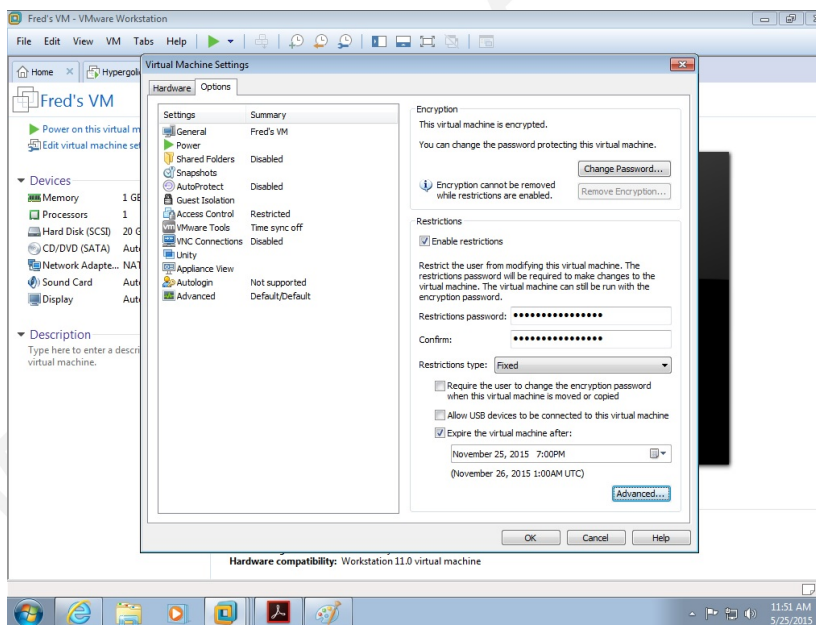 Fred's VM - VMware Workstation
File Edit View VM Tabs Help
Home Hypergoli
Virtual Machine Settings
Hardware Options
Fred's VM
Power on this virtual m
Edit virtual machine set
Devices
Memory 1 GB
Processors 1
Hard Disk (SCSI) 20 G
CD/DVD (SATA) Aut
Network Adapte... NAT
Sound Card Aut
Display Aut
Description
Type here to enter a descri
virtual machine.
Settings Summary
General Fred's VM
Power
Shared Folders Disabled
Snapshots
AutoProtect Disabled
Guest Isolation
Access Control Restricted
VMware Tools Time sync off
VNC Connections Disabled
Unity
Appliance View
Autologin Not supported
Advanced Default/Default
Encryption
This virtual machine is encrypted.
You can change the password protecting this virtual machine.
Change Password...
Encryption cannot be removed
while restrictions are enabled.
Remove Encryption...
Restrictions
Enable restrictions
Restrict the user from modifying this virtual machine. The
restrictions password will be required to make changes to the
virtual machine. The virtual machine can still be run with the
encryption password.
Restrictions password: ●●●●●●●●●●●●●●●●
Confirm: ●●●●●●●●●●●●●●●●
Restrictions type: Fixed
Require the user to change the encryption password
when this virtual machine is moved or copied
Allow USB devices to be connected to this virtual machine
Expire the virtual machine after:
November 25, 2015 7:00PM
(November 26, 2015 1:00AM UTC)
Advanced...
OK Cancel Help
Hardware compatibility: Workstation 11.0 virtual machine
11:51 AM
5/25/2015